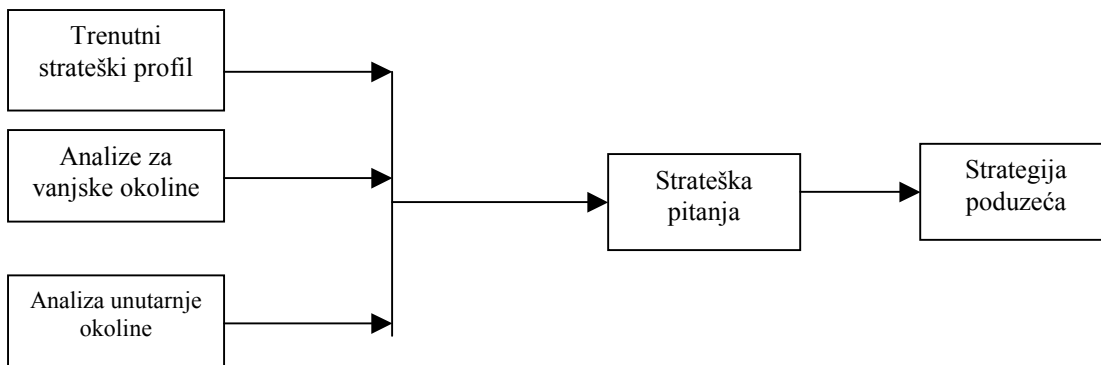 Trenutni
strateški profil
Analize za
vanjske okoline
Analiza unutarnje
okoline
Strateška
pitanja
Strategija
poduzeća